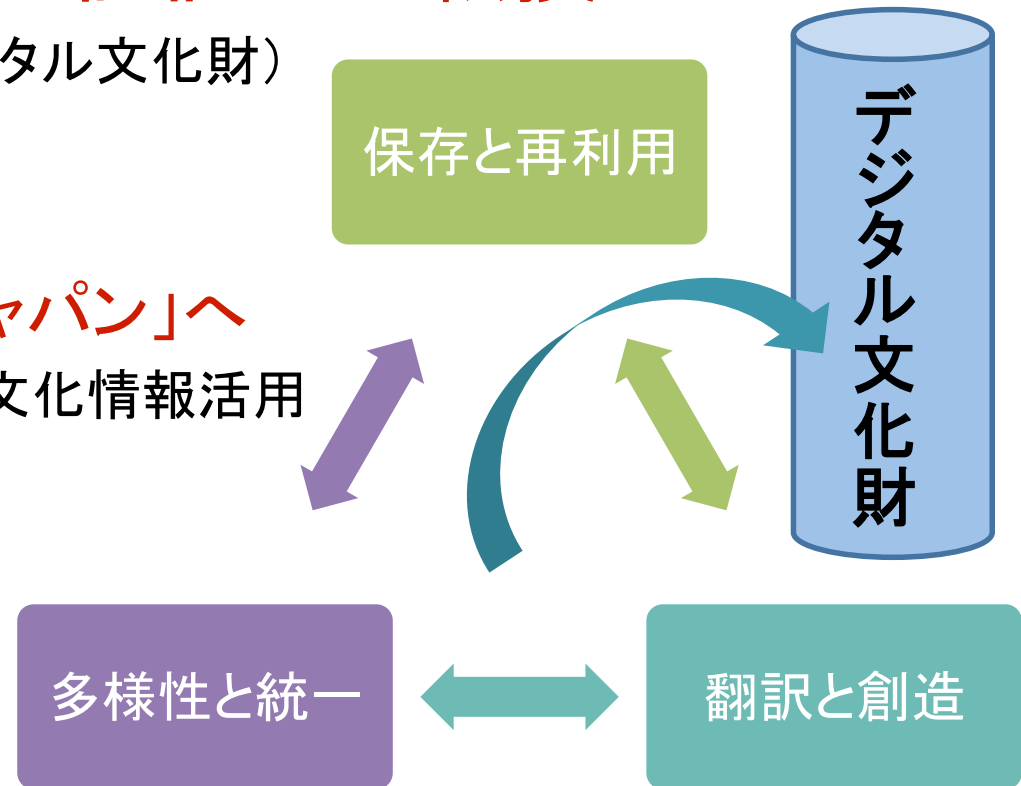 タル文化財）
保存と再利用
デジタル文化財
ャパン」へ
文化情報活用
多様性と統一
翻訳と創造